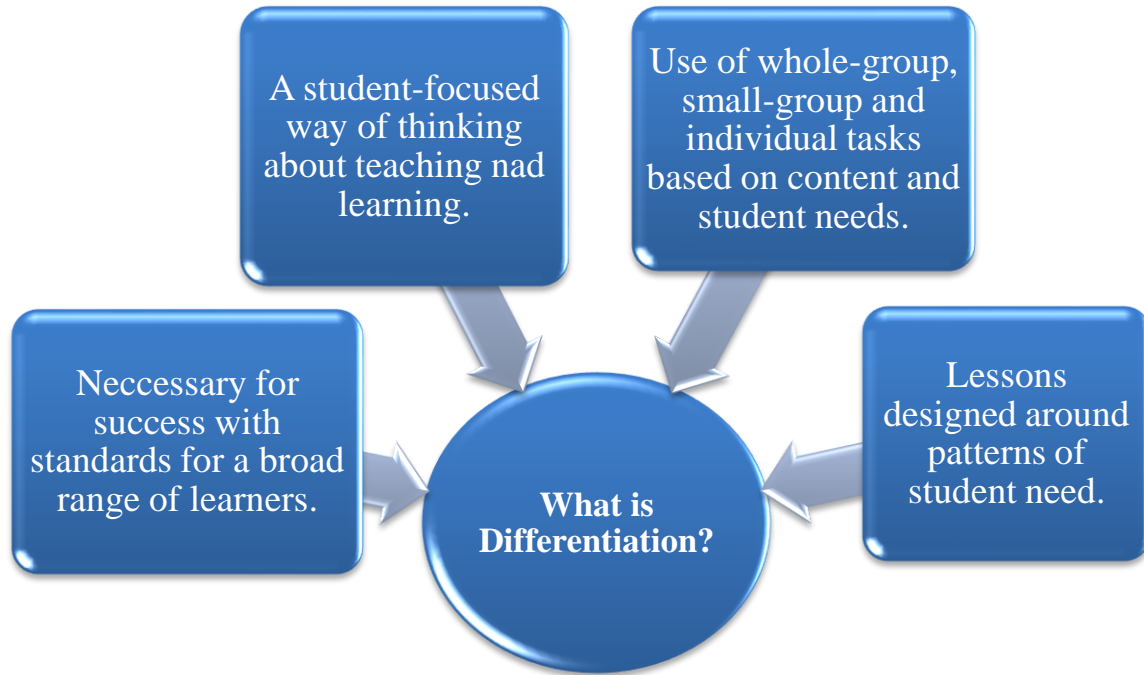 A student-focused
way of thinking
about teaching nad
learning.
Use of whole-group,
small-group and
individual tasks
based on content and
student needs.
Neccessary for
success with
standards for a broad
range of learners.
Lessons
designed around
patterns of
student need.
What is
Differentiation?